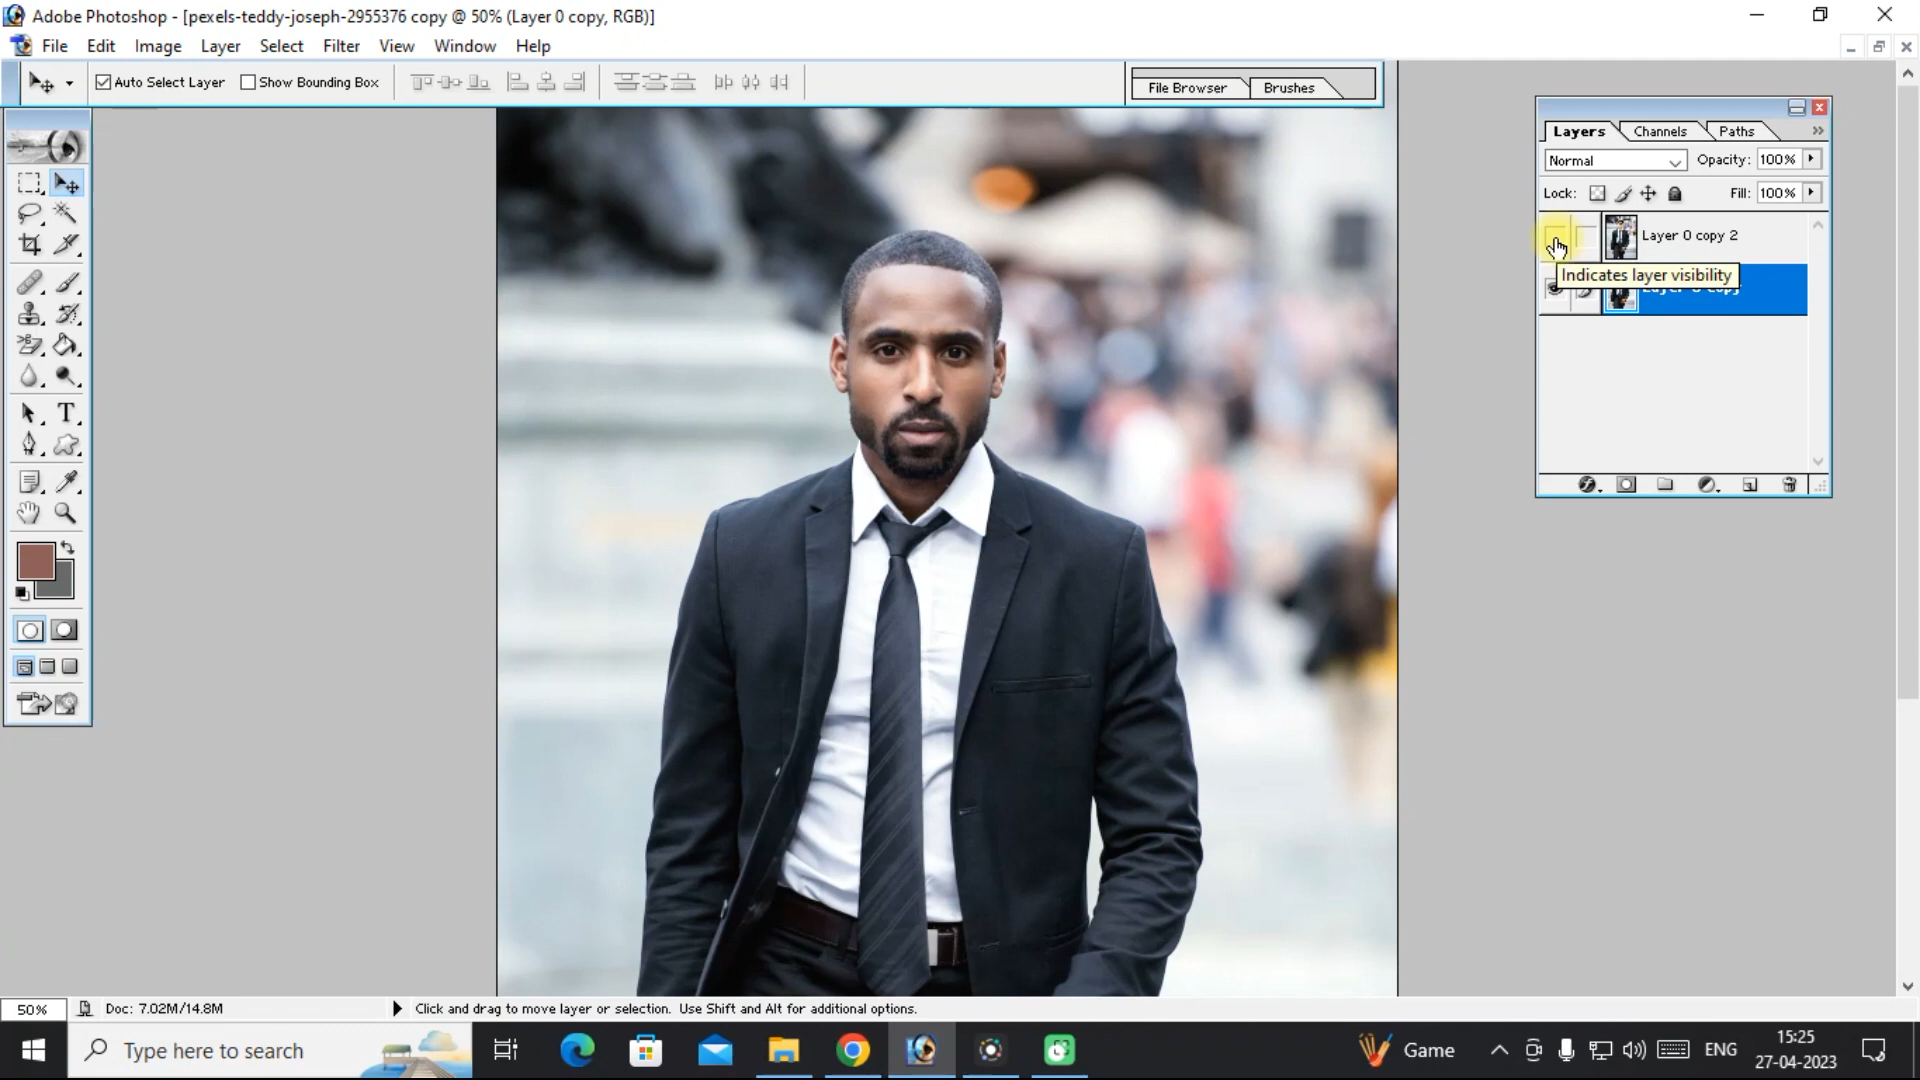 Adobe Photoshop - [pexels-teddy-joseph-2955376 copy @ 50% (Layer 0 copy, RGB)]
File Edit Image Layer Select Filter View Window Help
Auto Select Layer Show Bounding Box File Browser Brushes
Layers Channels Paths
Normal Opacity: 100%
Lock: Fill: 100%
Layer 0 copy 2
Indicates layer visibility
T
50% Doc: 7.02M/14.8M Click and drag to move layer or selection. Use Shift and Alt for additional options.
Type here to search Game ENG 15:25
27-04-2023